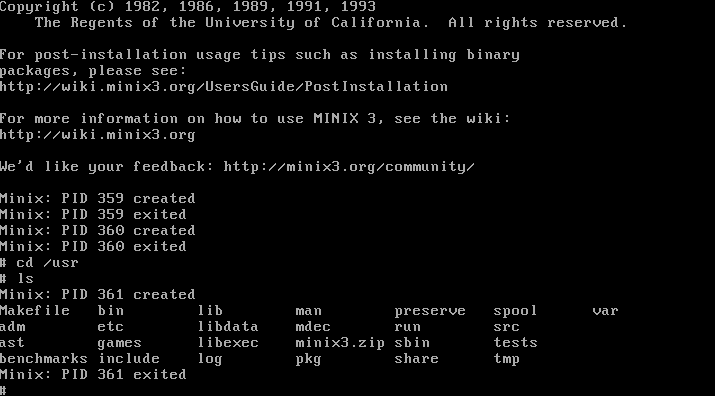 Copyright (c) 1982, 1986, 1989, 1991, 1993
    The Regents of the University of California.  All rights reserved.

For post-installation usage tips such as installing binary
packages, please see:
http://wiki.minix3.org/UsersGuide/PostInstallation

For more information on how to use MINIX 3, see the wiki:
http://wiki.minix3.org

We'd like your feedback: http://minix3.org/community/

Minix: PID 359 created
Minix: PID 359 exited
Minix: PID 360 created
Minix: PID 360 exited
# cd /usr
# ls
Minix: PID 361 created
Makefile   bin         lib         man         preserve   spool      var
adm        etc         libdata     mdec        run        src
ast        games       libexec     minix3.zip  sbin       tests
benchmarks include     log         pkg         share      tmp
Minix: PID 361 exited
#